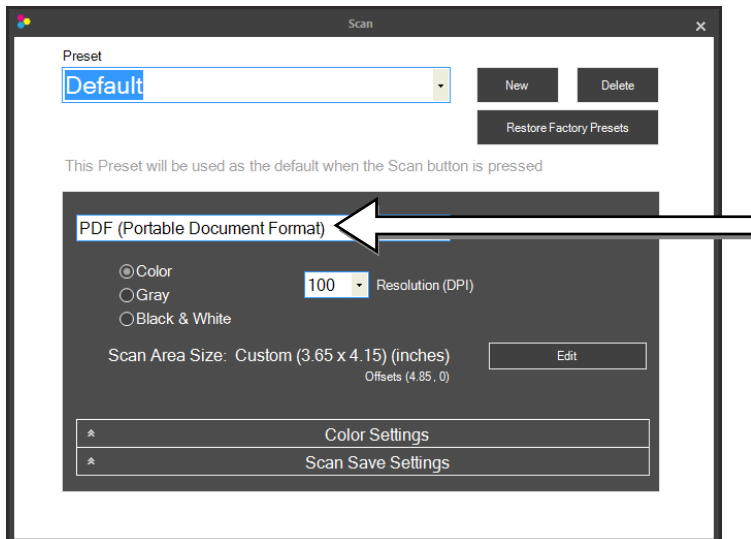 Scan
Preset
Default
New
Delete
Restore Factory Presets
This Preset will be used as the default when the Scan button is pressed
PDF (Portable Document Format)
Color
100 Resolution (DPI)
Gray
Black & White
Scan Area Size: Custom (3.65 x 4.15) (inches)
Edit
Offsets (4.85, 0)
Color Settings
Scan Save Settings